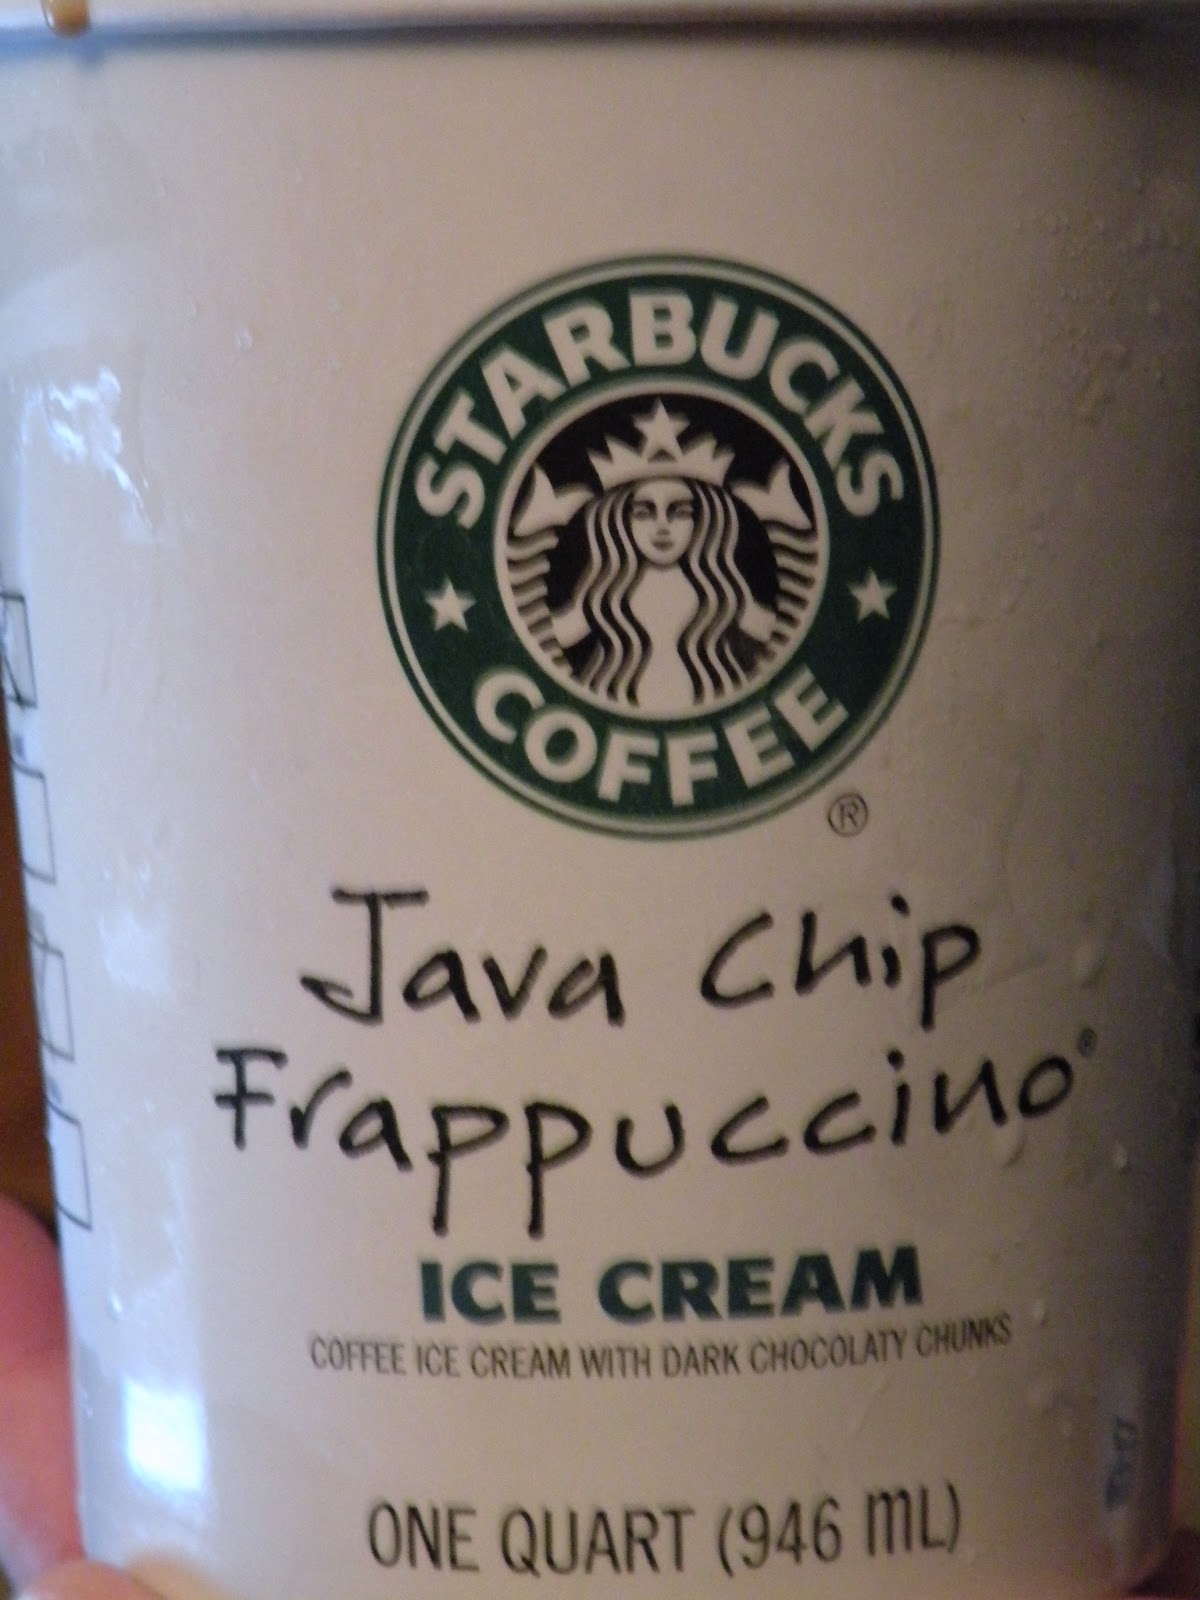 STARBUCKS
COFFEE
®
Java Chip
Frappuccino®
ICE CREAM
COFFEE ICE CREAM WITH DARK CHOCOLATY CHUNKS
ONE QUART (946 mL)